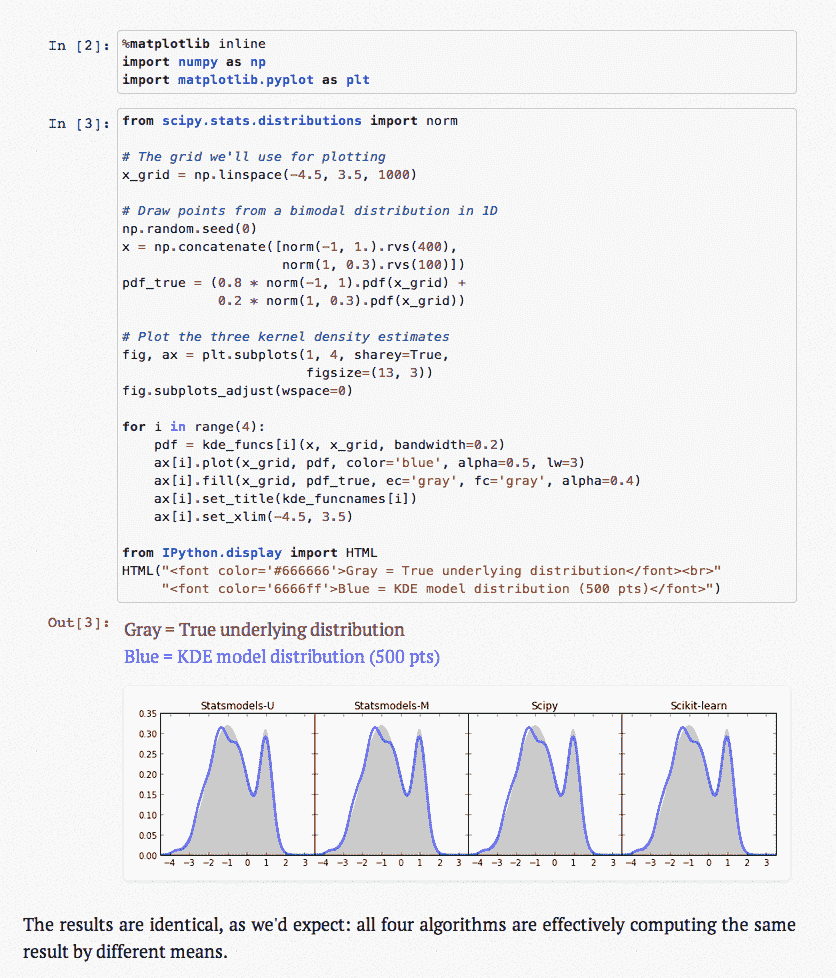 In [2]:
%matplotlib inline
import numpy as np
import matplotlib.pyplot as plt
In [3]:
from scipy.stats.distributions import norm
# The grid we'll use for plotting
x_grid = np.linspace(-4.5, 3.5, 1000)
# Draw points from a bimodal distribution in 1D
np.random.seed(0)
x = np.concatenate([norm(-1, 1.).rvs(400),
                    norm(1, 0.3).rvs(100)])
pdf_true = (0.8 * norm(-1, 1).pdf(x_grid) +
            0.2 * norm(1, 0.3).pdf(x_grid))
# Plot the three kernel density estimates
fig, ax = plt.subplots(1, 4, sharey=True,
                       figsize=(13, 3))
fig.subplots_adjust(wspace=0)
for i in range(4):
    pdf = kde_funcs[i](x, x_grid, bandwidth=0.2)
    ax[i].plot(x_grid, pdf, color='blue', alpha=0.5, lw=3)
    ax[i].fill(x_grid, pdf_true, ec='gray', fc='gray', alpha=0.4)
    ax[i].set_title(kde_funcnames[i])
    ax[i].set_xlim(-4.5, 3.5)
from IPython.display import HTML
HTML("<font color='#666666'>Gray = True underlying distribution</font><br>"
     "<font color='6666ff'>Blue = KDE model distribution (500 pts)</font>")
Out[3]:
Gray = True underlying distribution
Blue = KDE model distribution (500 pts)
Statsmodels-U Statsmodels-M Scipy Scikit-learn
0.35
0.30
0.25
0.20
0.15
0.10
0.05
0.00
−4 −3 −2 −1 0 1 2 3 −4 −3 −2 −1 0 1 2 3 −4 −3 −2 −1 0 1 2 3 −4 −3 −2 −1 0 1 2 3
The results are identical, as we'd expect: all four algorithms are effectively computing the same
result by different means.